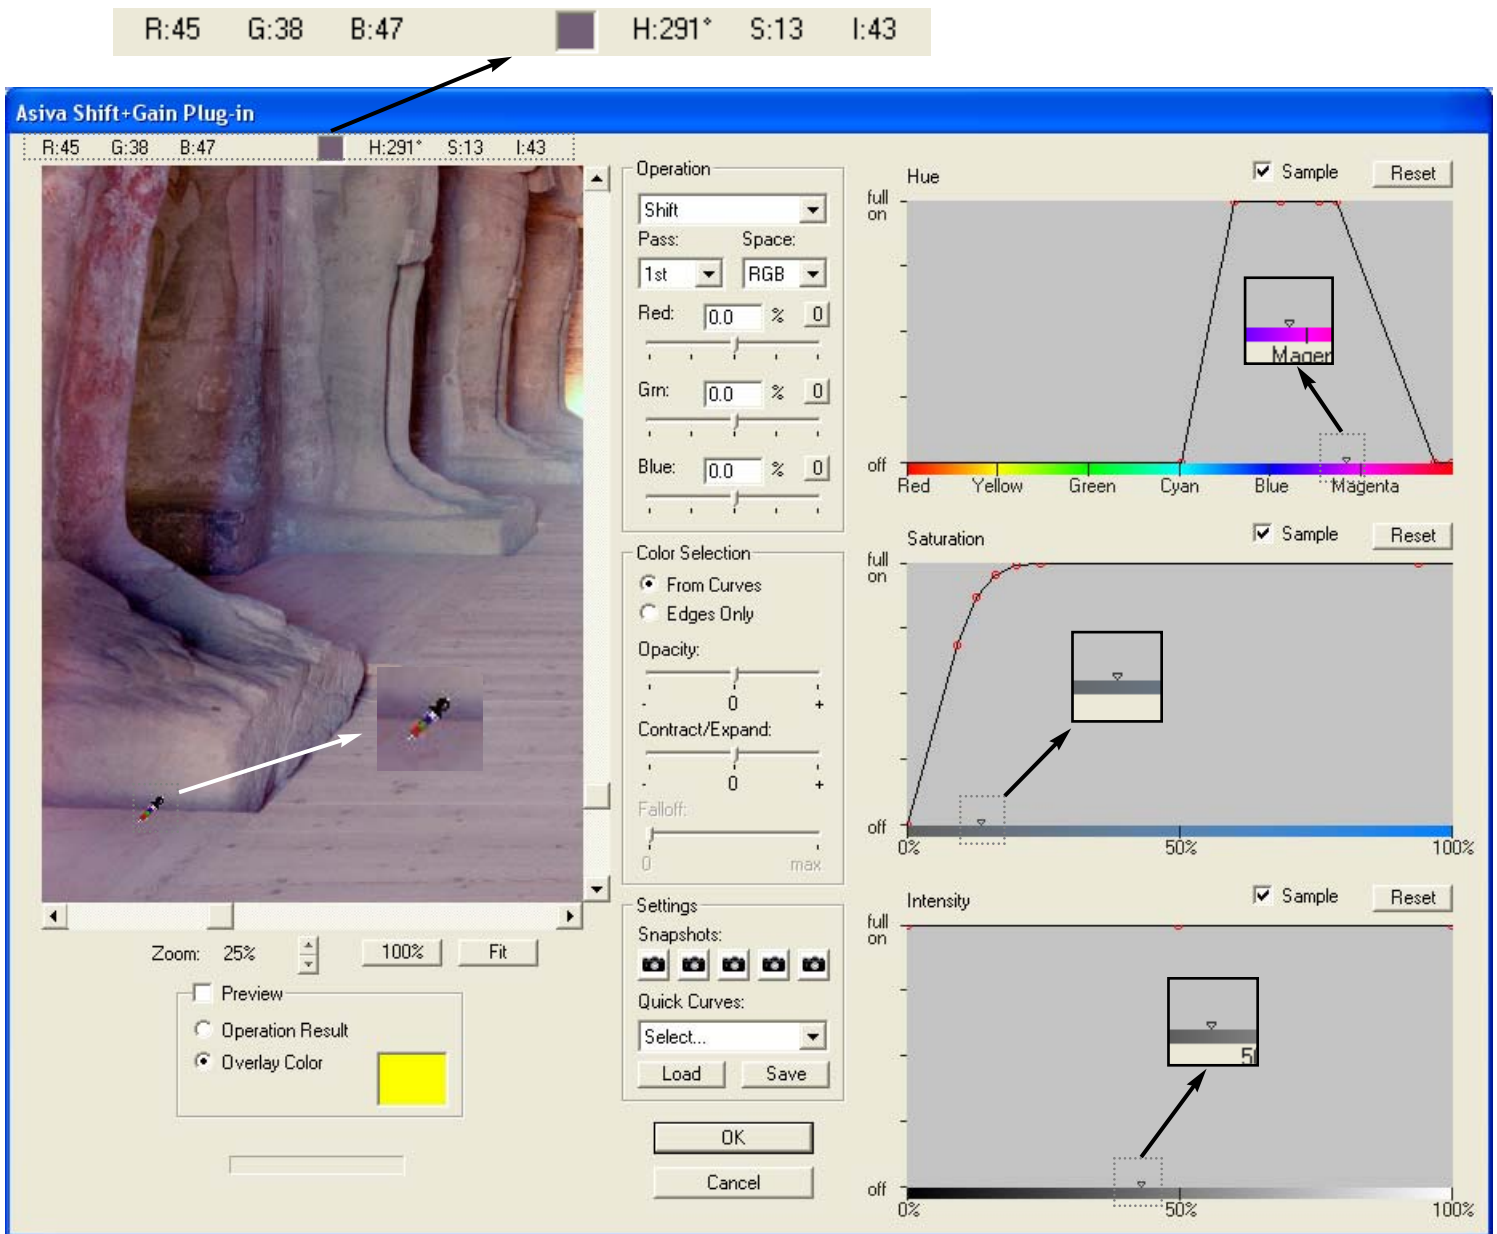 R:45 G:38 B:47 H:291° S:13 I:43
Asiva Shift+Gain Plug-in
R:45 G:38 B:47 H:291° S:13 I:43
Operation
Shift
Pass: Space:
1st RGB
Red: 0.0 % 0
Grn: 0.0 % 0
Blue: 0.0 % 0
Color Selection
From Curves
Edges Only
Opacity:
- 0 +
Contract/Expand:
- 0 +
Falloff:
0 max
Settings
Snapshots:
Quick Curves:
Select...
Load Save
OK
Cancel
Zoom: 25% 100% Fit
Preview
Operation Result
Overlay Color
Hue Sample Reset
full
on
Mager
off
Red Yellow Green Cyan Blue Magenta
Saturation Sample Reset
full
on
off
0% 50% 100%
Intensity Sample Reset
full
on
50
off
0% 50% 100%